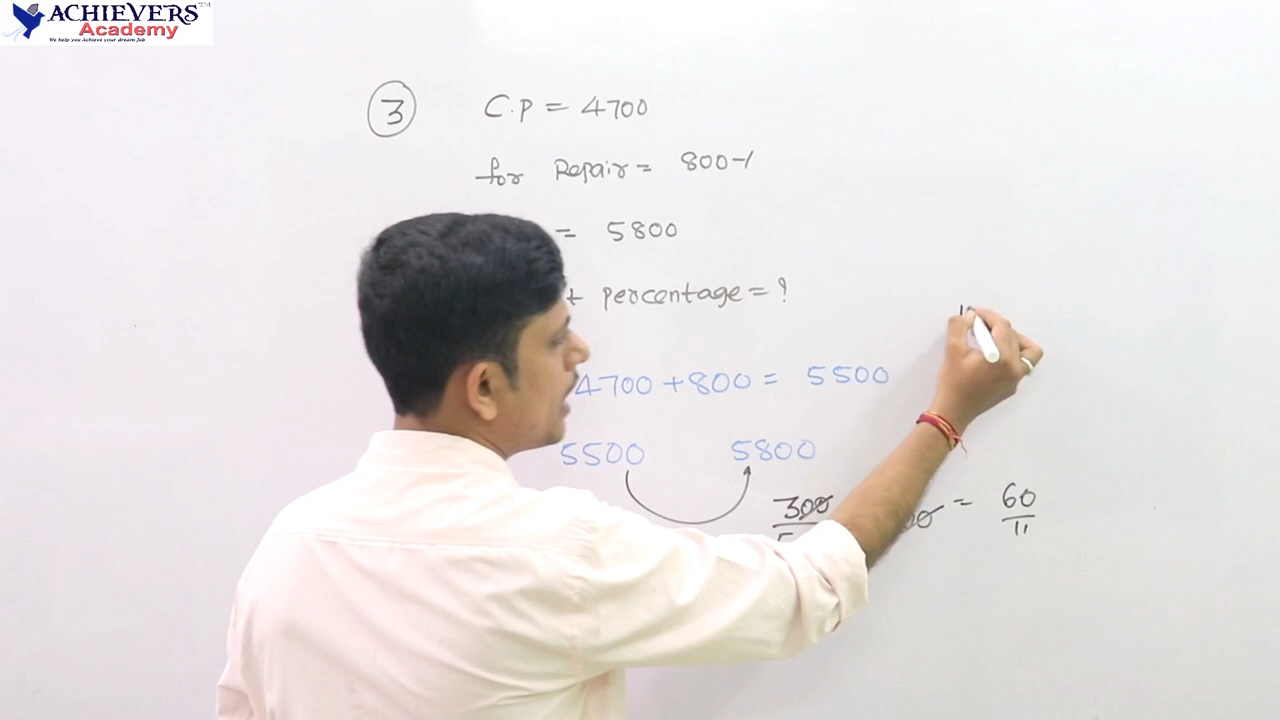 ACHIEVERS™
Academy
We help you Achieve your dream Job
3 C.P = 4700
for Repair = 800-/
= 5800
percentage = ?
4700 + 800 = 5500
5500 5800
300 = 60
11